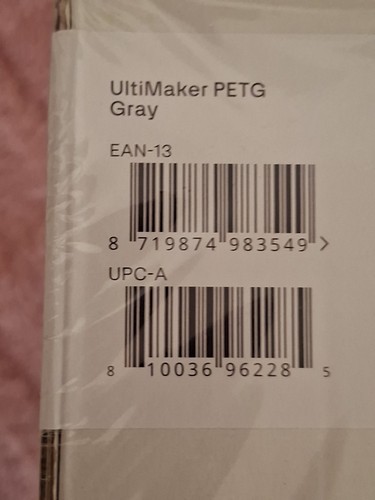 UltiMaker PETG
Gray
EAN-13
8 719874 983549 >
UPC-A
8 10036 96228 5